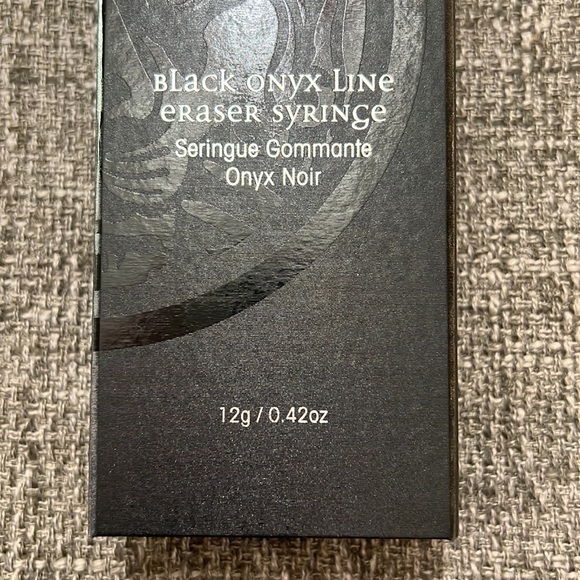 Black Onyx Line
Eraser Syringe
Seringue Gommante
Onyx Noir
12g / 0.42oz